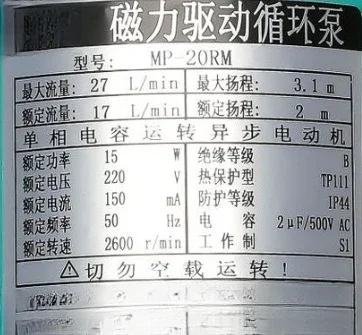 磁力驱动循环泵
型号: MP-20RM
最大流量: 27 L/min 最大扬程: 3.1 m
额定流量: 17 L/min 额定扬程: 2 m
单相电容运转异步电动机
额定功率 15 W 绝缘等级 B
额定电压 220 V 热保护型 TP111
额定电流 150 mA 防护等级 IP44
额定频率 50 Hz 电容 2μF/500V AC
额定转速 2600 r/min 工作制 S1
⚠切勿空载运转!